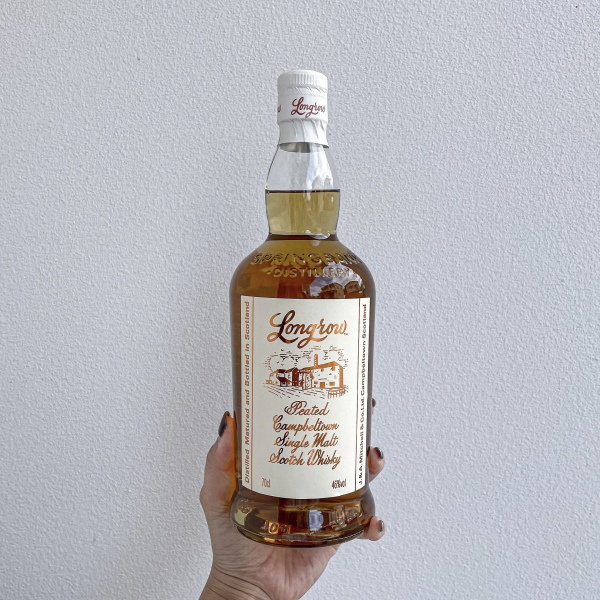 Longrow
SPRINGBANK
DISTILLERY
Longrow
Peated
Campbeltown
Single Malt
Scotch Whisky
70cl 46%vol
Distilled Matured and Bottled in Scotland
J.& A. Mitchell & Co. Ltd. Campbeltown Scotland